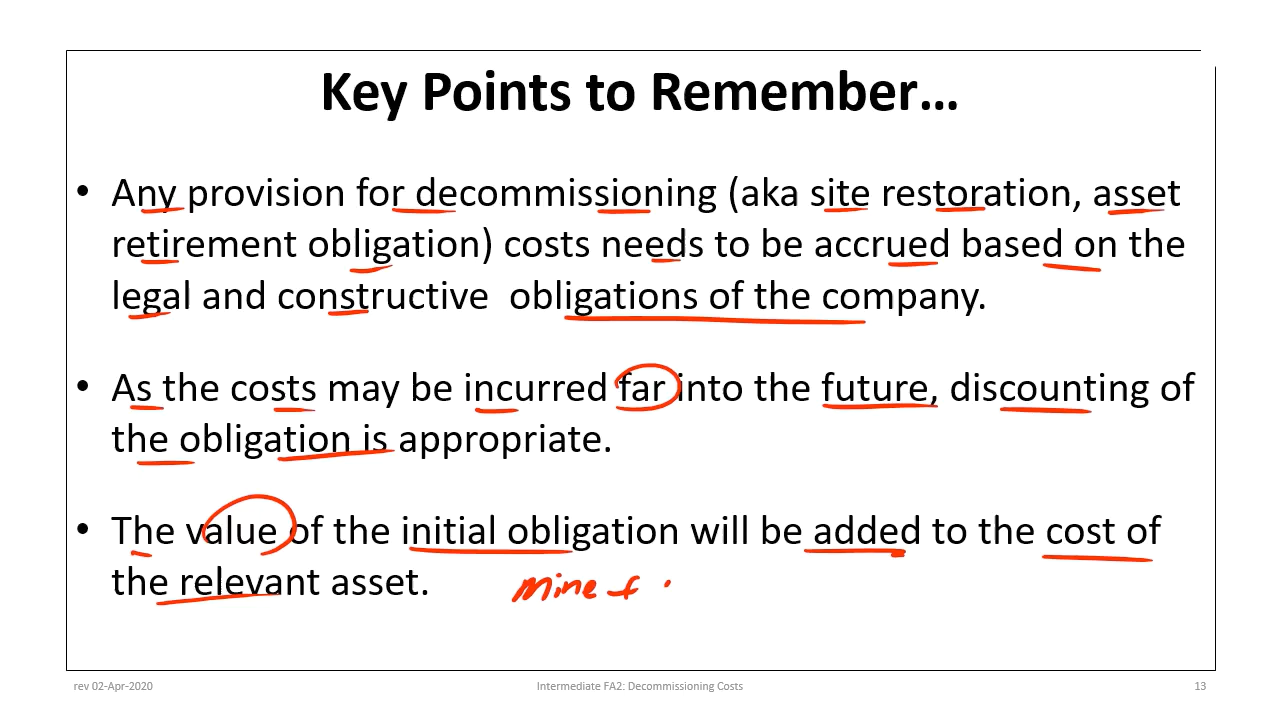 Key Points to Remember…
• Any provision for decommissioning (aka site restoration, asset
retirement obligation) costs needs to be accrued based on the
legal and constructive obligations of the company.
• As the costs may be incurred far into the future, discounting of
the obligation is appropriate.
• The value of the initial obligation will be added to the cost of
the relevant asset.
Mine
rev 02-Apr-2020
Intermediate FA2: Decommissioning Costs
13